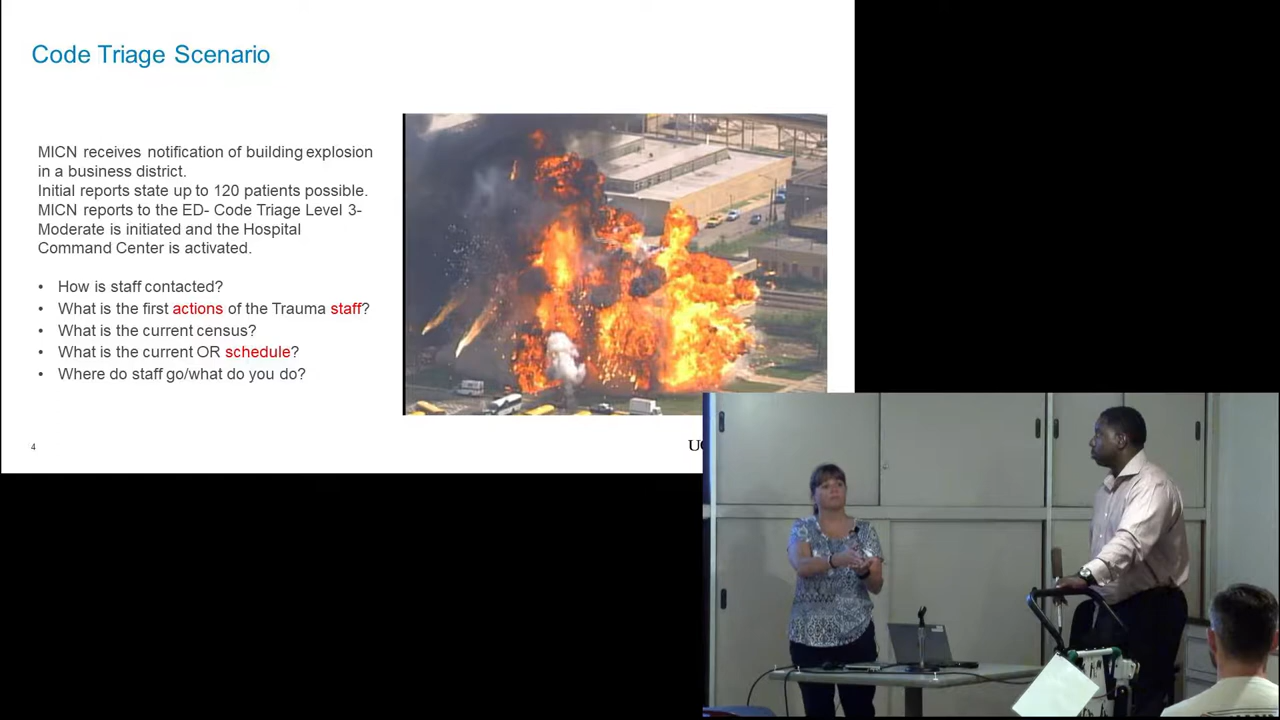 Code Triage Scenario
MICN receives notification of building explosion
in a business district.
Initial reports state up to 120 patients possible.
MICN reports to the ED- Code Triage Level 3-
Moderate is initiated and the Hospital
Command Center is activated.
• How is staff contacted?
• What is the first actions of the Trauma staff?
• What is the current census?
• What is the current OR schedule?
• Where do staff go/what do you do?
4